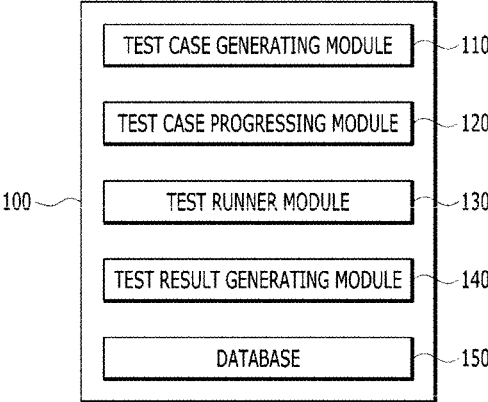 TEST CASE GENERATING MODULE 110
TEST CASE PROGRESSING MODULE 120
100 TEST RUNNER MODULE 130
TEST RESULT GENERATING MODULE 140
DATABASE 150